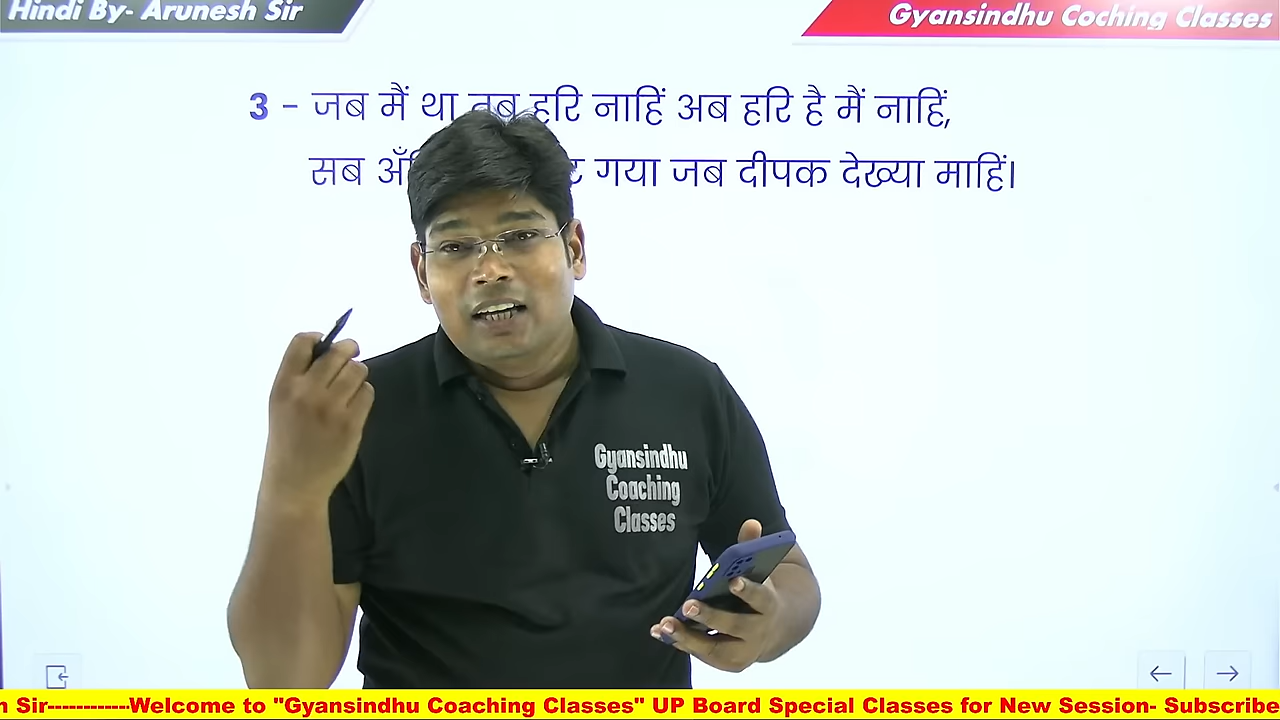 Hindi By- Arunesh Sir
Gyansindhu Coching Classes
3 - जब मैं था तब हरि नाहिं अब हरि है मैं नाहिं,
सब गया जब दीपक देख्या माहिं।
Gyansindhu
Coaching
Classes
Sir------------Welcome to "Gyansindhu Coaching Classes" UP Board Special Classes for New Session- Subscribe